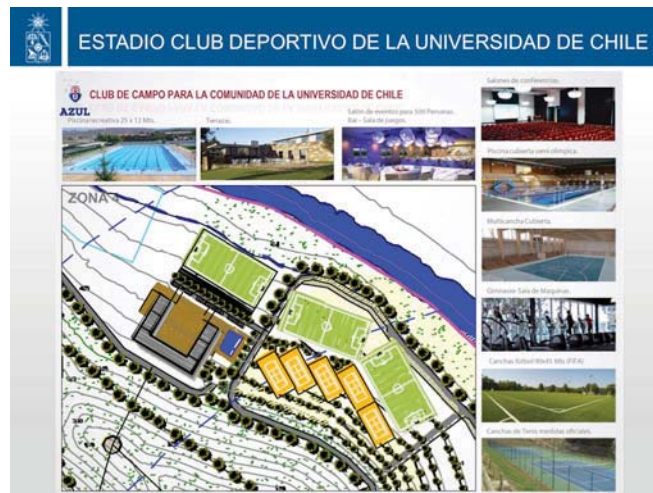 ESTADIO CLUB DEPORTIVO DE LA UNIVERSIDAD DE CHILE
CLUB DE CAMPO PARA LA COMUNIDAD DE LA UNIVERSIDAD DE CHILE
AZUL
Piscina recreativa 25 x 12 Mts.
Terrazas.
Salón de eventos para 300 Personas.
Bar - Sala de juegos.
Salones de conferencias.
Piscina cubierta semi olímpica.
Multicancha Cubierta.
Gimnasio- Sala de Maquinas.
Canchas fútbol
Mts (FIFA)
Canchas de Tenis medidas oficiales.
ZONA 4